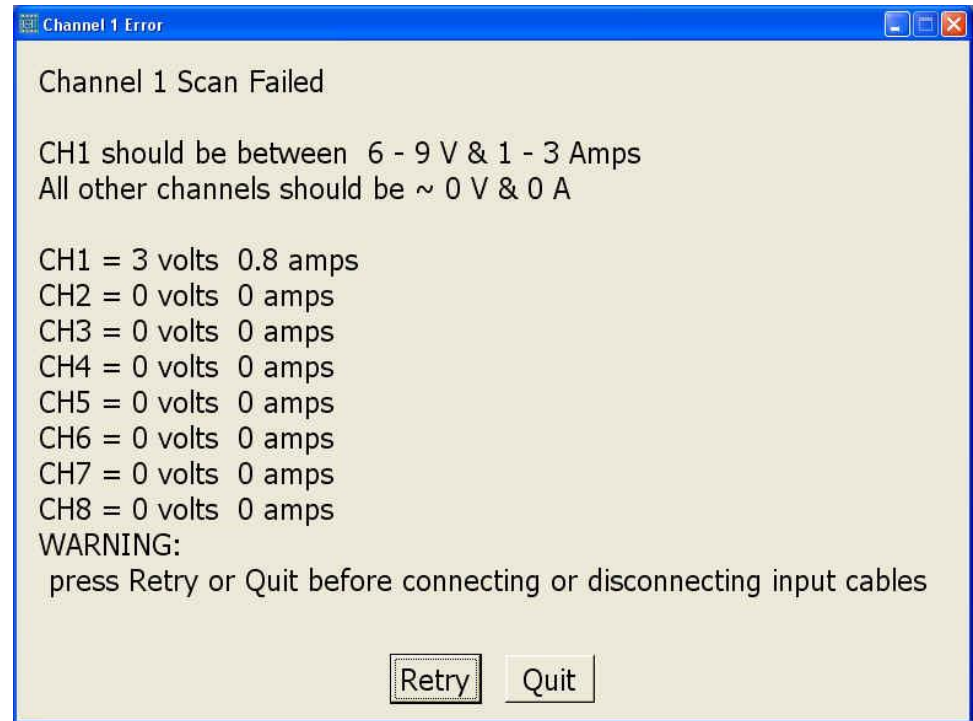 Channel 1 Error
Channel 1 Scan Failed
CH1 should be between 6 - 9 V & 1 - 3 Amps
All other channels should be ~ 0 V & 0 A
CH1 = 3 volts 0.8 amps
CH2 = 0 volts 0 amps
CH3 = 0 volts 0 amps
CH4 = 0 volts 0 amps
CH5 = 0 volts 0 amps
CH6 = 0 volts 0 amps
CH7 = 0 volts 0 amps
CH8 = 0 volts 0 amps
WARNING:
press Retry or Quit before connecting or disconnecting input cables
Retry Quit